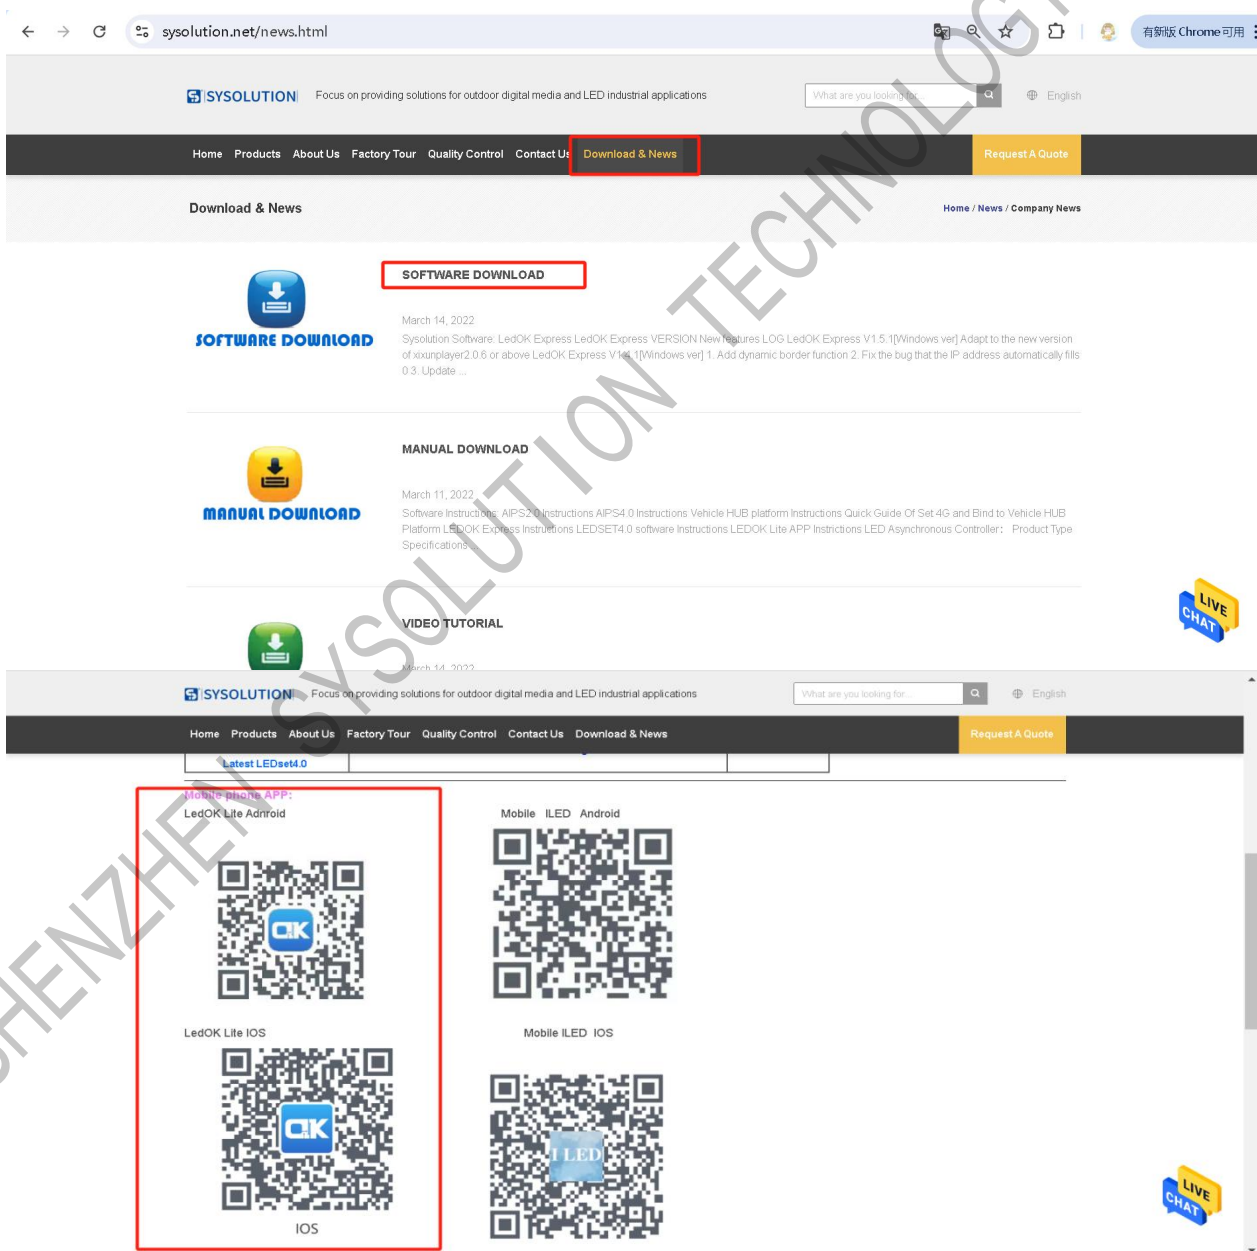 sysolution.net/news.html
有新版 Chrome 可用
SYSOLUTION Focus on providing solutions for outdoor digital media and LED industrial applications
What are you looking for...
English
Home Products About Us Factory Tour Quality Control Contact Us Download & News
Request A Quote
Download & News
Home / News / Company News
SOFTWARE DOWNLOAD
SOFTWARE DOWNLOAD
March 14, 2022
Sysolution Software: LedOK Express LedOK Express VERSION New features LOG LedOK Express V1.5.1[Windows ver] Adapt to the new version
of xixunplayer2.0.6 or above LedOK Express V1.4.1[Windows ver] 1. Add dynamic border function 2. Fix the bug that the IP address automatically fills
0.3. Update ...
MANUAL DOWNLOAD
MANUAL DOWNLOAD
March 11, 2022
Software Instructions: AIPS2.0 Instructions AIPS4.0 Instructions Vehicle HUB platform Instructions Quick Guide Of Set 4G and Bind to Vehicle HUB
Platform LEDOK Express Instructions LEDSET4.0 software Instructions LEDOK Lite APP Instrictions LED Asynchronous Controller： Product Type
Specifications ...
VIDEO TUTORIAL
March 14, 2022
LIVE
CHAT
SYSOLUTION Focus on providing solutions for outdoor digital media and LED industrial applications
What are you looking for...
English
Home Products About Us Factory Tour Quality Control Contact Us Download & News
Request A Quote
Latest LEDset4.0
Mobile phone APP:
LedOK Lite Adnroid
Mobile ILED Android
LedOK Lite IOS
Mobile ILED IOS
I LED
IOS
LIVE
CHAT
SHENZHEN SYSOLUTION TECHNOLOGY